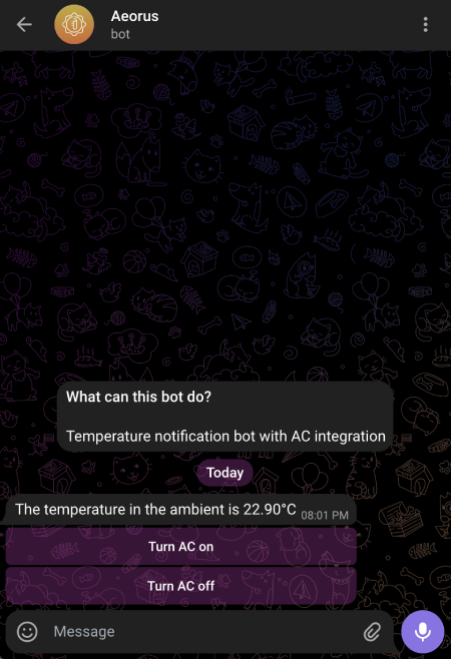 Aeorus
bot
What can this bot do?
Temperature notification bot with AC integration
Today
The temperature in the ambient is 22.90°C 08:01 PM
Turn AC on
Turn AC off
Message